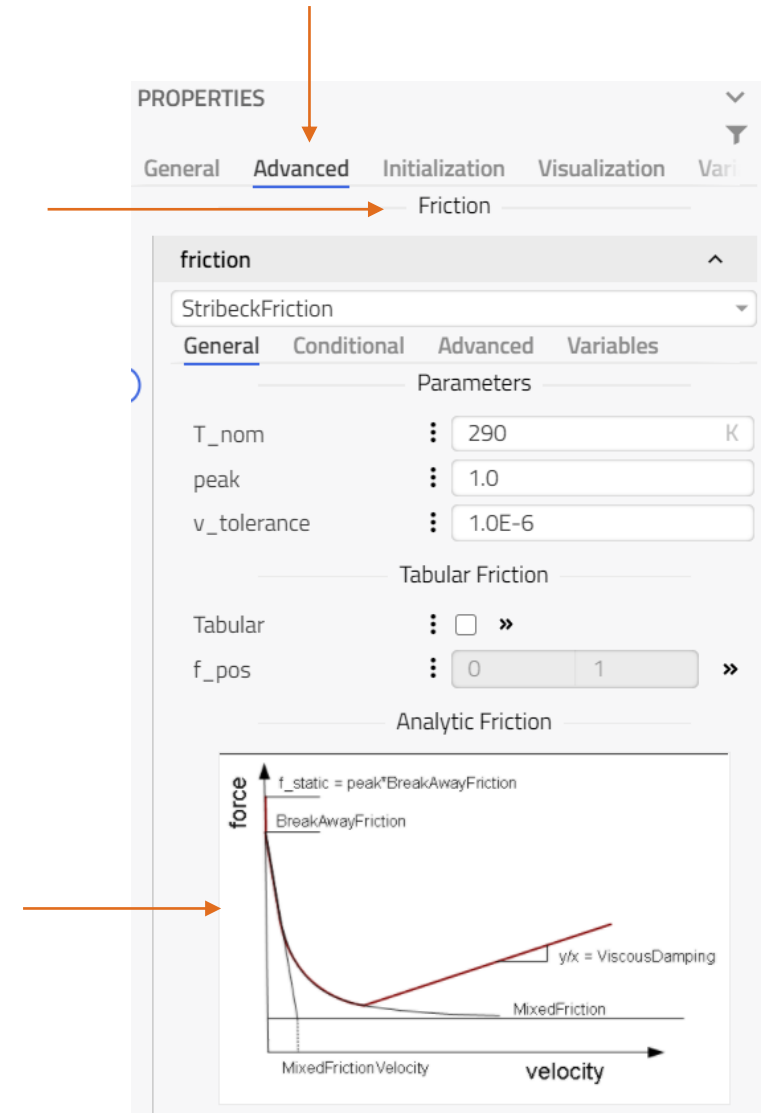 PROPERTIES
General Advanced Initialization Visualization Vari
Friction
friction
StribeckFriction
General Conditional Advanced Variables
Parameters
T_nom 290 K
peak 1.0
v_tolerance 1.0E-6
Tabular Friction
Tabular »
f_pos 0 1 »
Analytic Friction
force
f_static = peak*BreakAwayFriction
BreakAwayFriction
y/x = ViscousDamping
MixedFriction
MixedFrictionVelocity
velocity